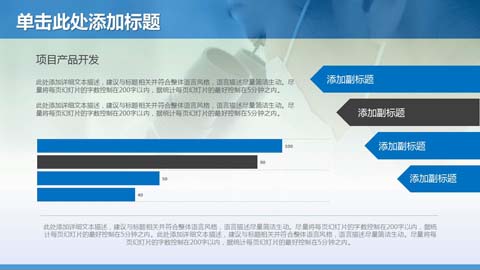 单击此处添加标题
项目产品开发
此处添加详细文本描述，建议与标题相关并符合整体语言风格，语言描述尽量简洁生动。尽
量将每页幻灯片的字数控制在200字以内，据统计每页幻灯片的最好控制在5分钟之内。
此处添加详细文本描述，建议与标题相关并符合整体语言风格，语言描述尽量简洁生动。尽
量将每页幻灯片的字数控制在200字以内，据统计每页幻灯片的最好控制在5分钟之内。
添加副标题
添加副标题
添加副标题
添加副标题
100
90
50
40
此处添加详细文本描述，建议与标题相关并符合整体语言风格，语言描述尽量简洁生动。尽量将每页幻灯片的字数控制在200字以内，据统
计每页幻灯片的最好控制在5分钟之内。此处添加详细文本描述，建议与标题相关并符合整体语言风格，语言描述尽量简洁生动。尽量将每
页幻灯片的字数控制在200字以内，据统计每页幻灯片的最好控制在5分钟之内。